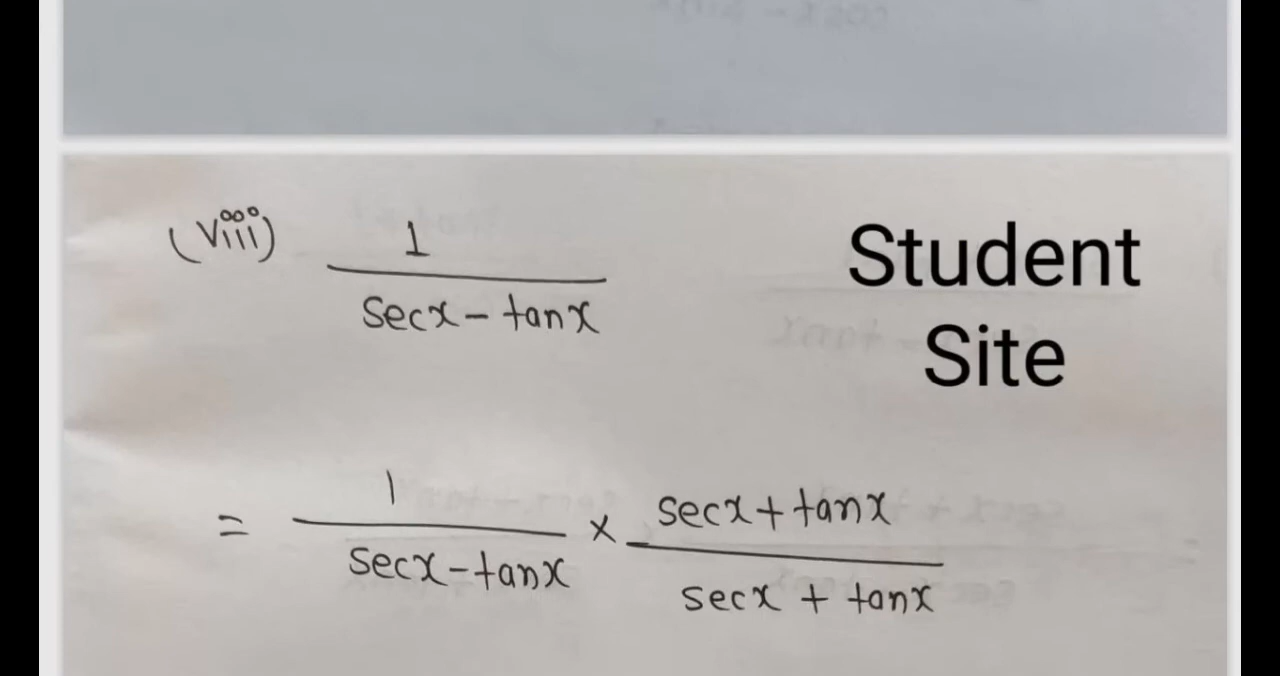 (viii) 1
secx - tanx
Student
Site
= 1 × secx + tanx
secx - tanx secx + tanx